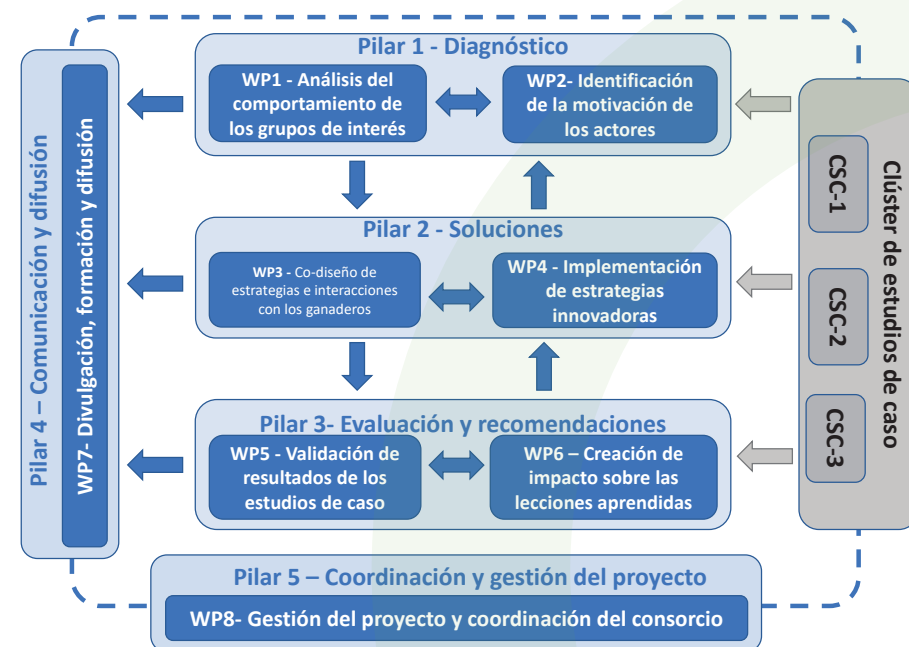 Pilar 1 - Diagnóstico
WP1 - Análisis del
comportamiento de
los grupos de interés
WP2- Identificación
de la motivación de
los actores
Pilar 2 - Soluciones
WP3 - Co-diseño de
estrategias e interacciones
con los ganaderos
WP4 - Implementación
de estrategias
innovadoras
Pilar 3- Evaluación y recomendaciones
WP5 - Validación de
resultados de los
estudios de caso
WP6 – Creación de
impacto sobre las
lecciones aprendidas
Pilar 4 – Comunicación y difusión
WP7- Divulgación, formación y difusión
Clúster de estudios de caso
CSC-1
CSC-2
CSC-3
Pilar 5 – Coordinación y gestión del proyecto
WP8- Gestión del proyecto y coordinación del consorcio